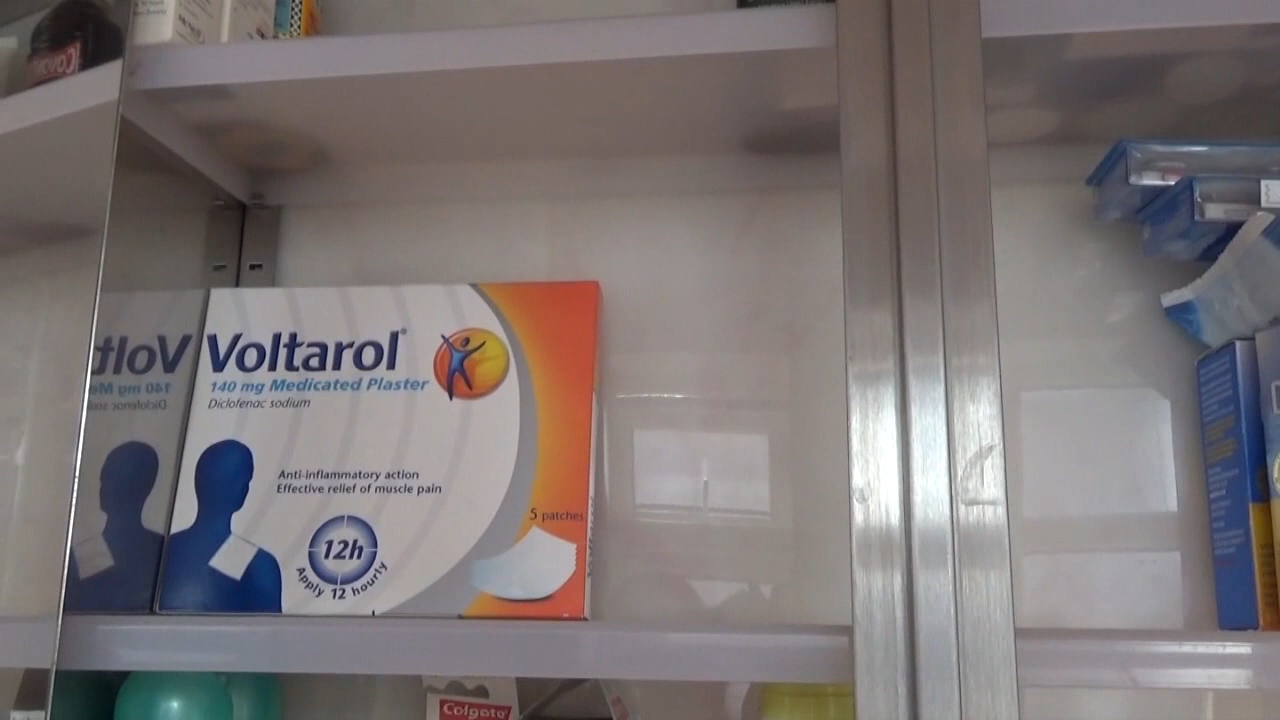 Voltarol®
140 mg Medicated Plaster
Diclofenac sodium
Anti-inflammatory action
Effective relief of muscle pain
12h
Apply 12 hourly
5 patches
Colgate